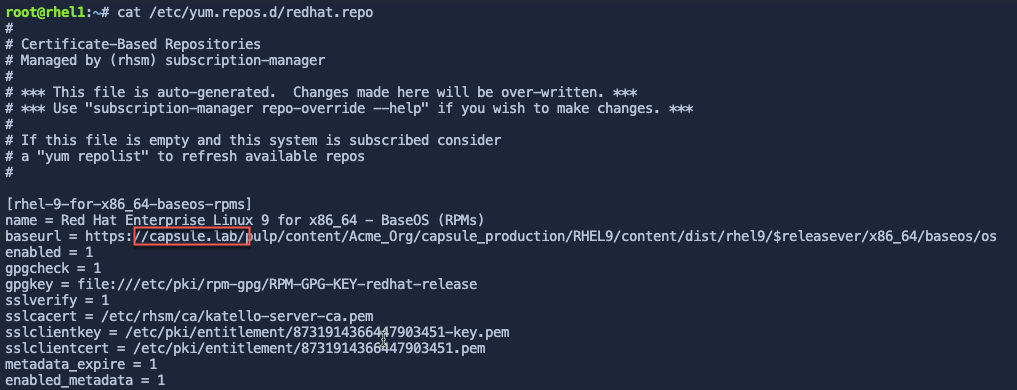 root@rhel1:~# cat /etc/yum.repos.d/redhat.repo
#
# Certificate-Based Repositories
# Managed by (rhsm) subscription-manager
#
# *** This file is auto-generated.  Changes made here will be over-written. ***
# *** Use "subscription-manager repo-override --help" if you wish to make changes. ***
#
# If this file is empty and this system is subscribed consider
# a "yum repolist" to refresh available repos
#
[rhel-9-for-x86_64-baseos-rpms]
name = Red Hat Enterprise Linux 9 for x86_64 - BaseOS (RPMs)
baseurl = https://capsule.lab/pulp/content/Acme_Org/capsule_production/RHEL9/content/dist/rhel9/$releasever/x86_64/baseos/os
enabled = 1
gpgcheck = 1
gpgkey = file:///etc/pki/rpm-gpg/RPM-GPG-KEY-redhat-release
sslverify = 1
sslcacert = /etc/rhsm/ca/katello-server-ca.pem
sslclientkey = /etc/pki/entitlement/8731914366447903451-key.pem
sslclientcert = /etc/pki/entitlement/8731914366447903451.pem
metadata_expire = 1
enabled_metadata = 1